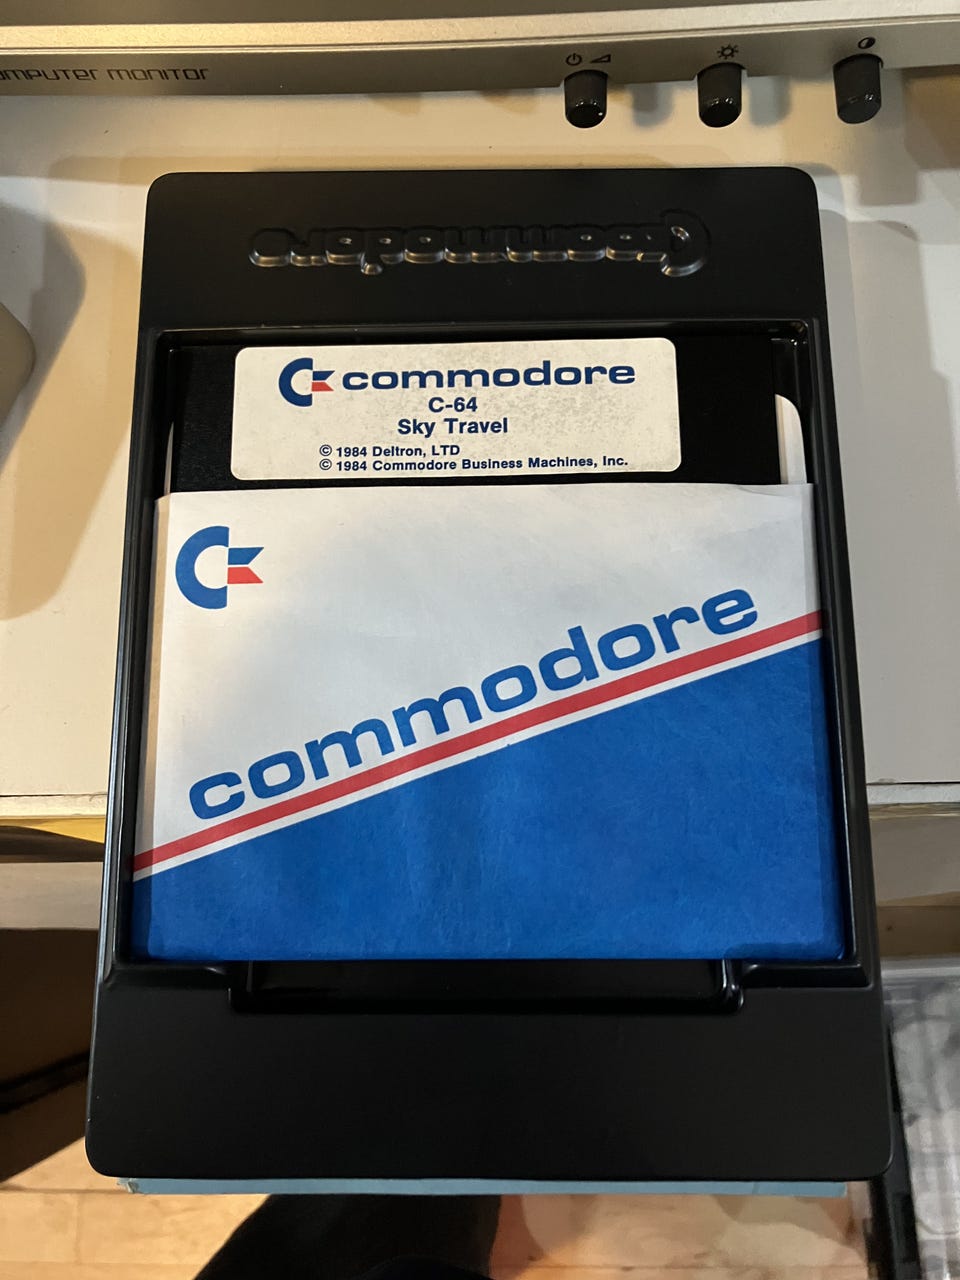 computer monitor
commodore
commodore
C-64
Sky Travel
© 1984 Deltron, LTD
© 1984 Commodore Business Machines, Inc.
commodore